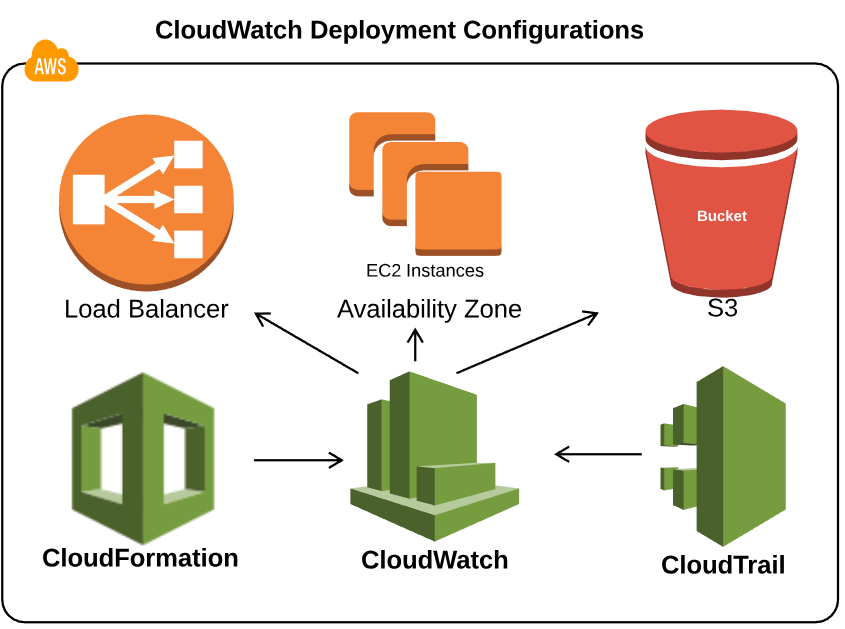 CloudWatch Deployment Configurations
AWS
Bucket
EC2 Instances
Load Balancer
Availability Zone
S3
CloudFormation
CloudWatch
CloudTrail